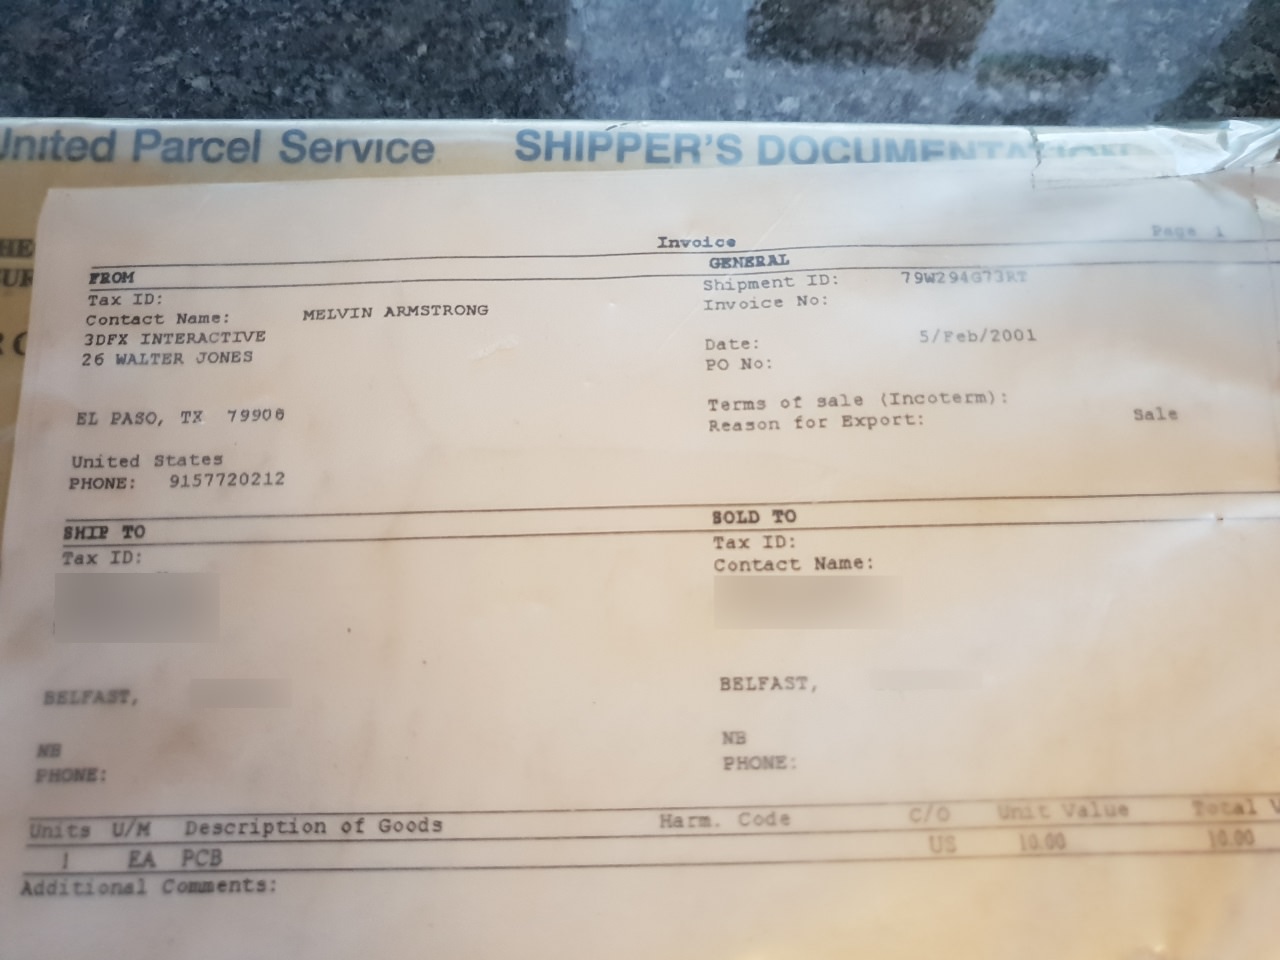 United Parcel Service SHIPPER'S DOCUMENTATION
Invoice
Page 1
FROM
Tax ID:
Contact Name: MELVIN ARMSTRONG
3DFX INTERACTIVE
26 WALTER JONES
EL PASO, TX 79906
United States
PHONE: 9157720212
GENERAL
Shipment ID: 79W294G73RT
Invoice No:
Date: 5/Feb/2001
PO No:
Terms of sale (Incoterm):
Reason for Export: Sale
SHIP TO
Tax ID:
BELFAST,
NB
PHONE:
SOLD TO
Tax ID:
Contact Name:
BELFAST,
NB
PHONE:
Units U/M Description of Goods Harm. Code C/O Unit Value Total
1 EA PCB US 10.00 10.00
Additional Comments: